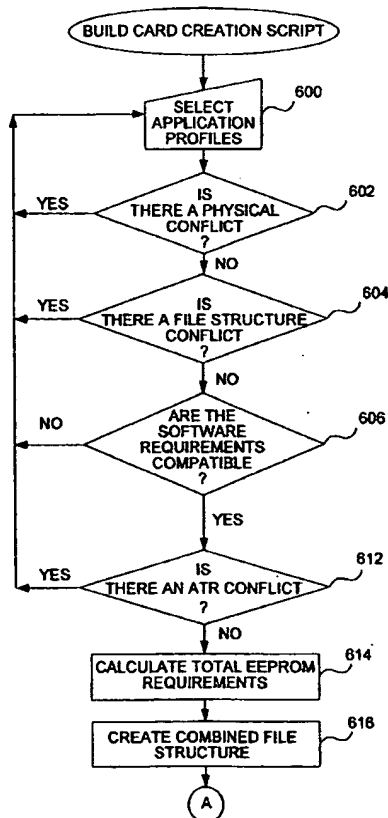 BUILD CARD CREATION SCRIPT
SELECT
APPLICATION
PROFILES
600
IS
THERE A PHYSICAL
CONFLICT
?
602
YES
NO
IS
THERE A FILE STRUCTURE
CONFLICT
?
604
YES
NO
ARE THE
SOFTWARE
REQUIREMENTS
COMPATIBLE
?
606
NO
YES
IS
THERE AN ATR CONFLICT
?
612
YES
NO
CALCULATE TOTAL EEPROM
REQUIREMENTS
614
CREATE COMBINED FILE
STRUCTURE
616
A